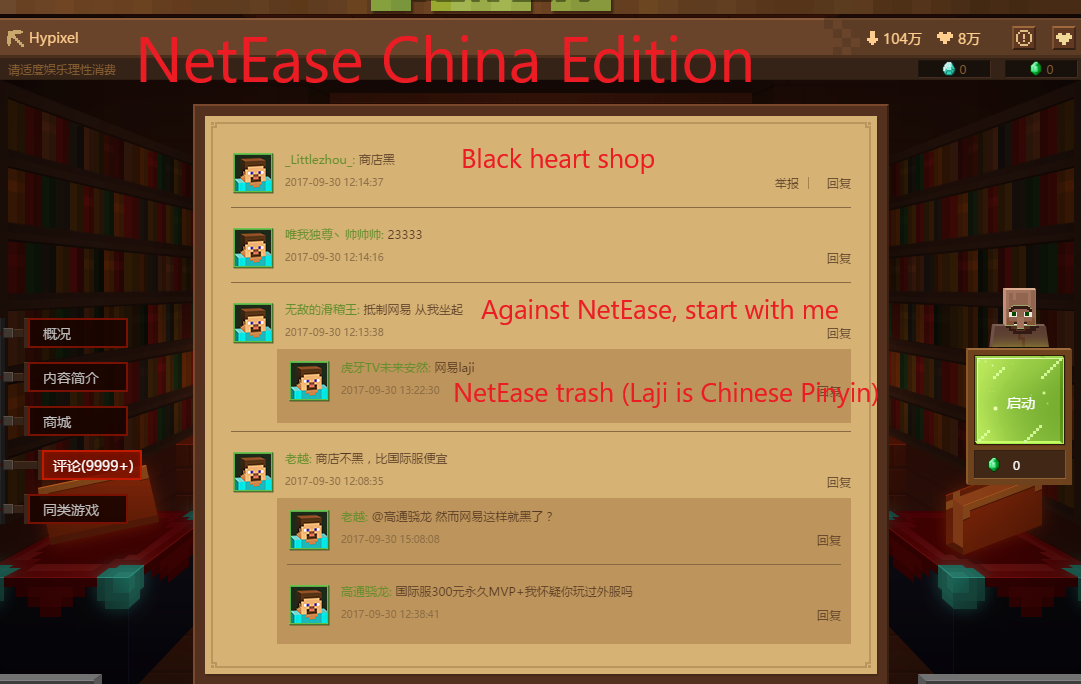 Hypixel
104万
8万
请适度娱乐理性消费
NetEase China Edition
0
0
_Littlezhou_: 商店黑
Black heart shop
2017-09-30 12:14:37
举报
回复
唯我独尊丶帅帅帅: 23333
2017-09-30 12:14:16
回复
无敌的滑稽王: 抵制网易 从我坐起
Against NetEase, start with me
2017-09-30 12:13:38
回复
虎牙TV未来安然: 网易laji
2017-09-30 13:22:30
回复
NetEase trash (Laji is Chinese Pinyin)
老越: 商店不黑，比国际服便宜
2017-09-30 12:08:35
回复
老越: @高通骁龙 然而网易这样就黑了？
2017-09-30 15:08:08
回复
高通骁龙: 国际服300元永久MVP+我怀疑你玩过外服吗
2017-09-30 12:38:41
回复
概况
内容简介
商城
评论(9999+)
同类游戏
启动
0